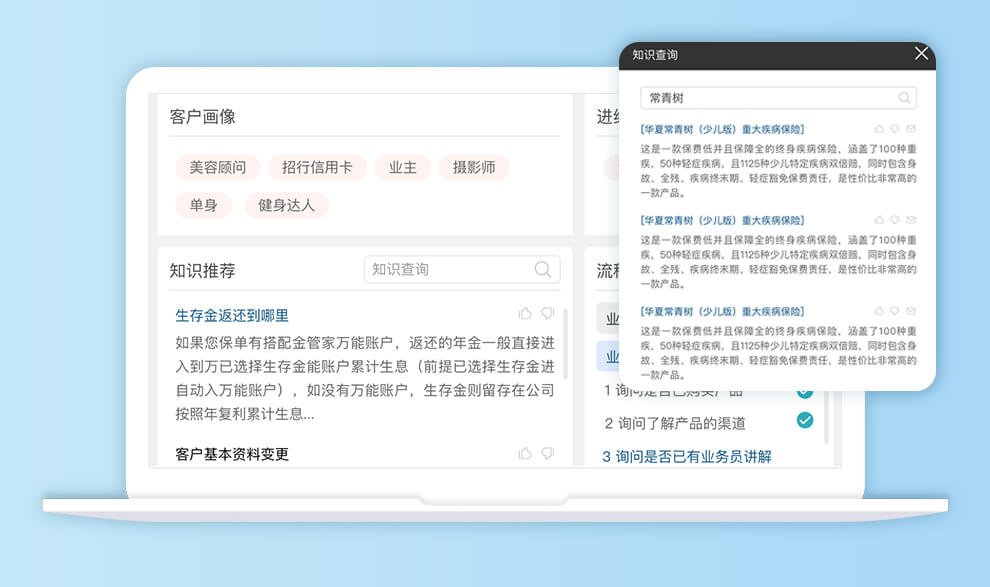 客户画像
美容顾问
招行信用卡
业主
摄影师
单身
健身达人
知识推荐
知识查询
生存金返还到哪里
如果您保单有搭配金管家万能账户，返还的年金一般直接进
入到万已选择生存金能账户累计生息（前提已选择生存金进
自动入万能账户），如没有万能账户，生存金则留存在公司
按照年复利累计生息...
客户基本资料变更
流程
业
业
1 询问是否已购买产品
2 询问了解产品的渠道
3 询问是否已有业务员讲解
知识查询
常青树
[华夏常青树（少儿版）重大疾病保险]
这是一款保费低并且保障全的终身疾病保险，涵盖了100种重
疾，50种轻症疾病，且1125种少儿特定疾病双倍赔，同时包含身
故、全残、疾病终末期、轻症豁免保费责任，是性价比非常高的
一款产品。
[华夏常青树（少儿版）重大疾病保险]
这是一款保费低并且保障全的终身疾病保险，涵盖了100种重
疾，50种轻症疾病，且1125种少儿特定疾病双倍赔，同时包含身
故、全残、疾病终末期、轻症豁免保费责任，是性价比非常高的
一款产品。
[华夏常青树（少儿版）重大疾病保险]
这是一款保费低并且保障全的终身疾病保险，涵盖了100种重
疾，50种轻症疾病，且1125种少儿特定疾病双倍赔，同时包含身
故、全残、疾病终末期、轻症豁免保费责任，是性价比非常高的
一款产品。